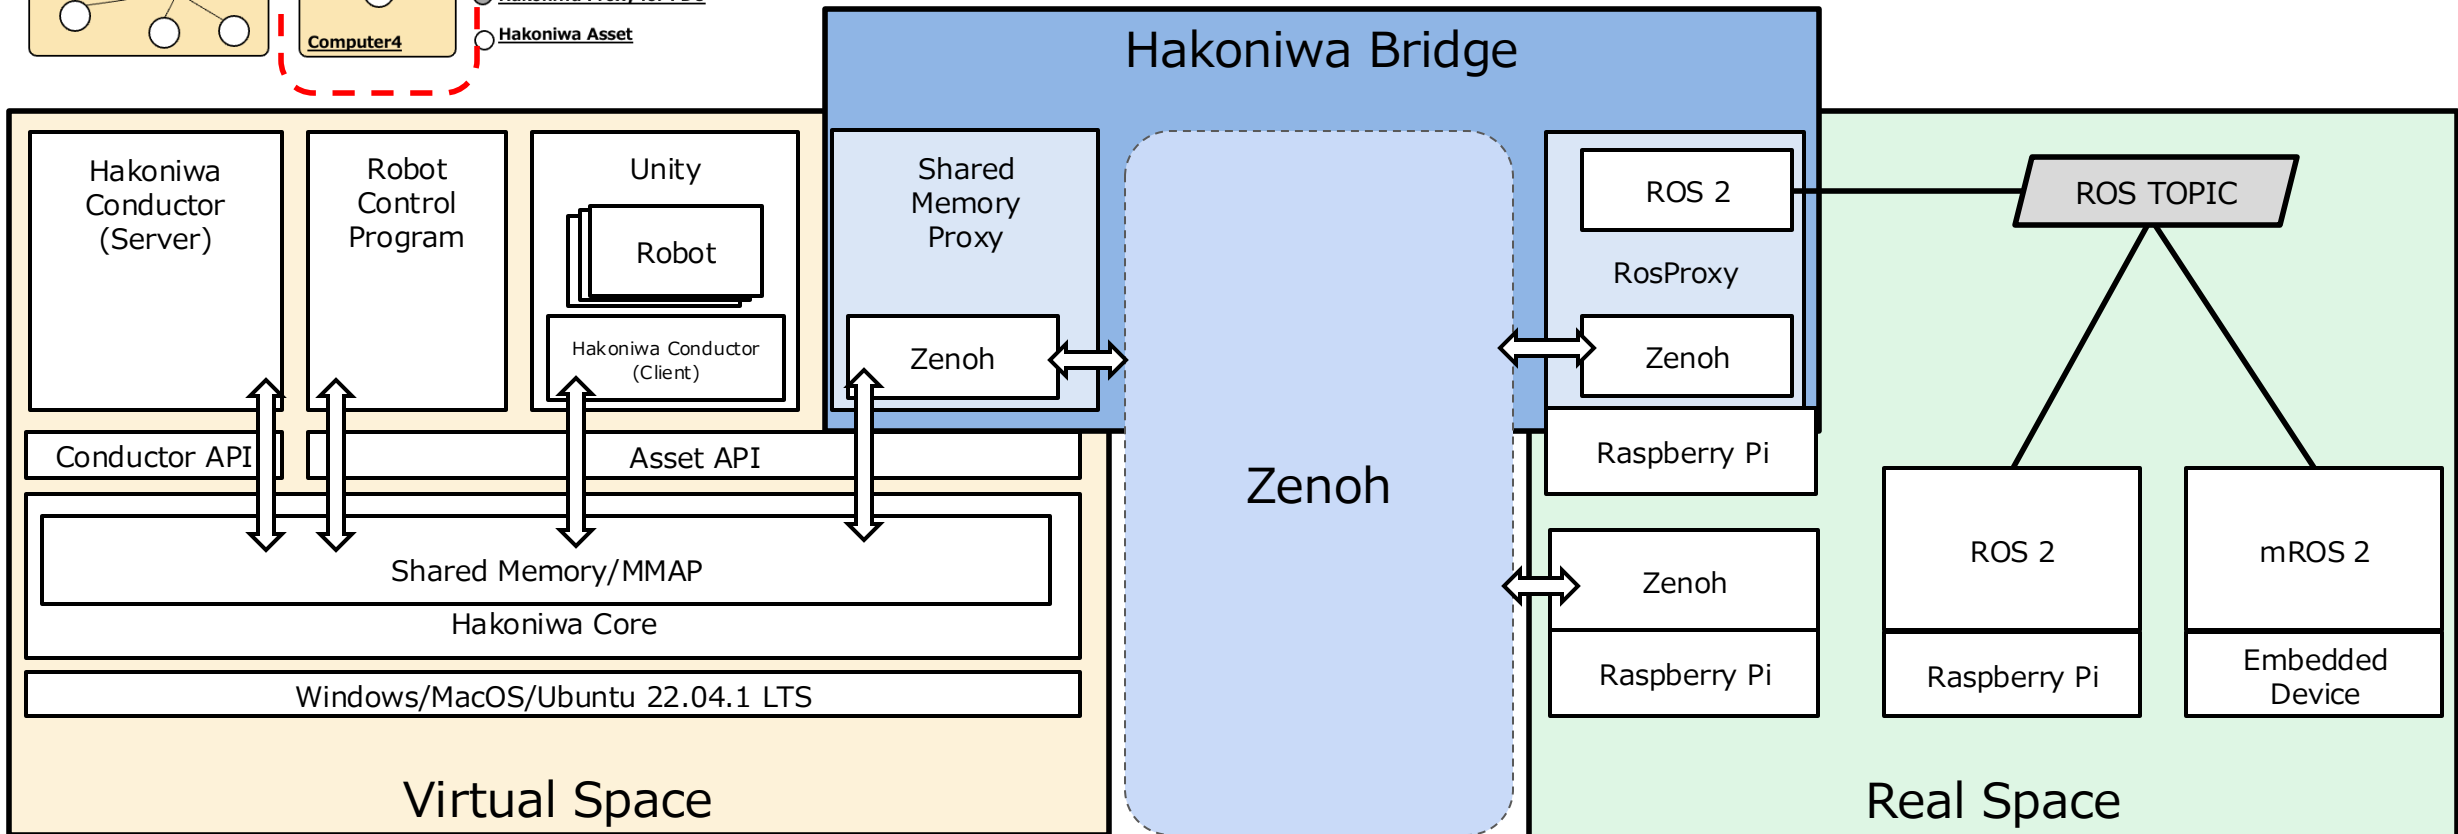 Computer4
Hakoniwa Asset
Hakoniwa Bridge
Hakoniwa
Conductor
(Server)
Robot
Control
Program
Unity
Robot
Hakoniwa Conductor
(Client)
Shared
Memory
Proxy
Zenoh
Zenoh
ROS 2
RosProxy
Zenoh
Raspberry Pi
ROS TOPIC
Conductor API
Asset API
Shared Memory/MMAP
Hakoniwa Core
Windows/MacOS/Ubuntu 22.04.1 LTS
Virtual Space
Zenoh
Raspberry Pi
ROS 2
Raspberry Pi
mROS 2
Embedded
Device
Real Space